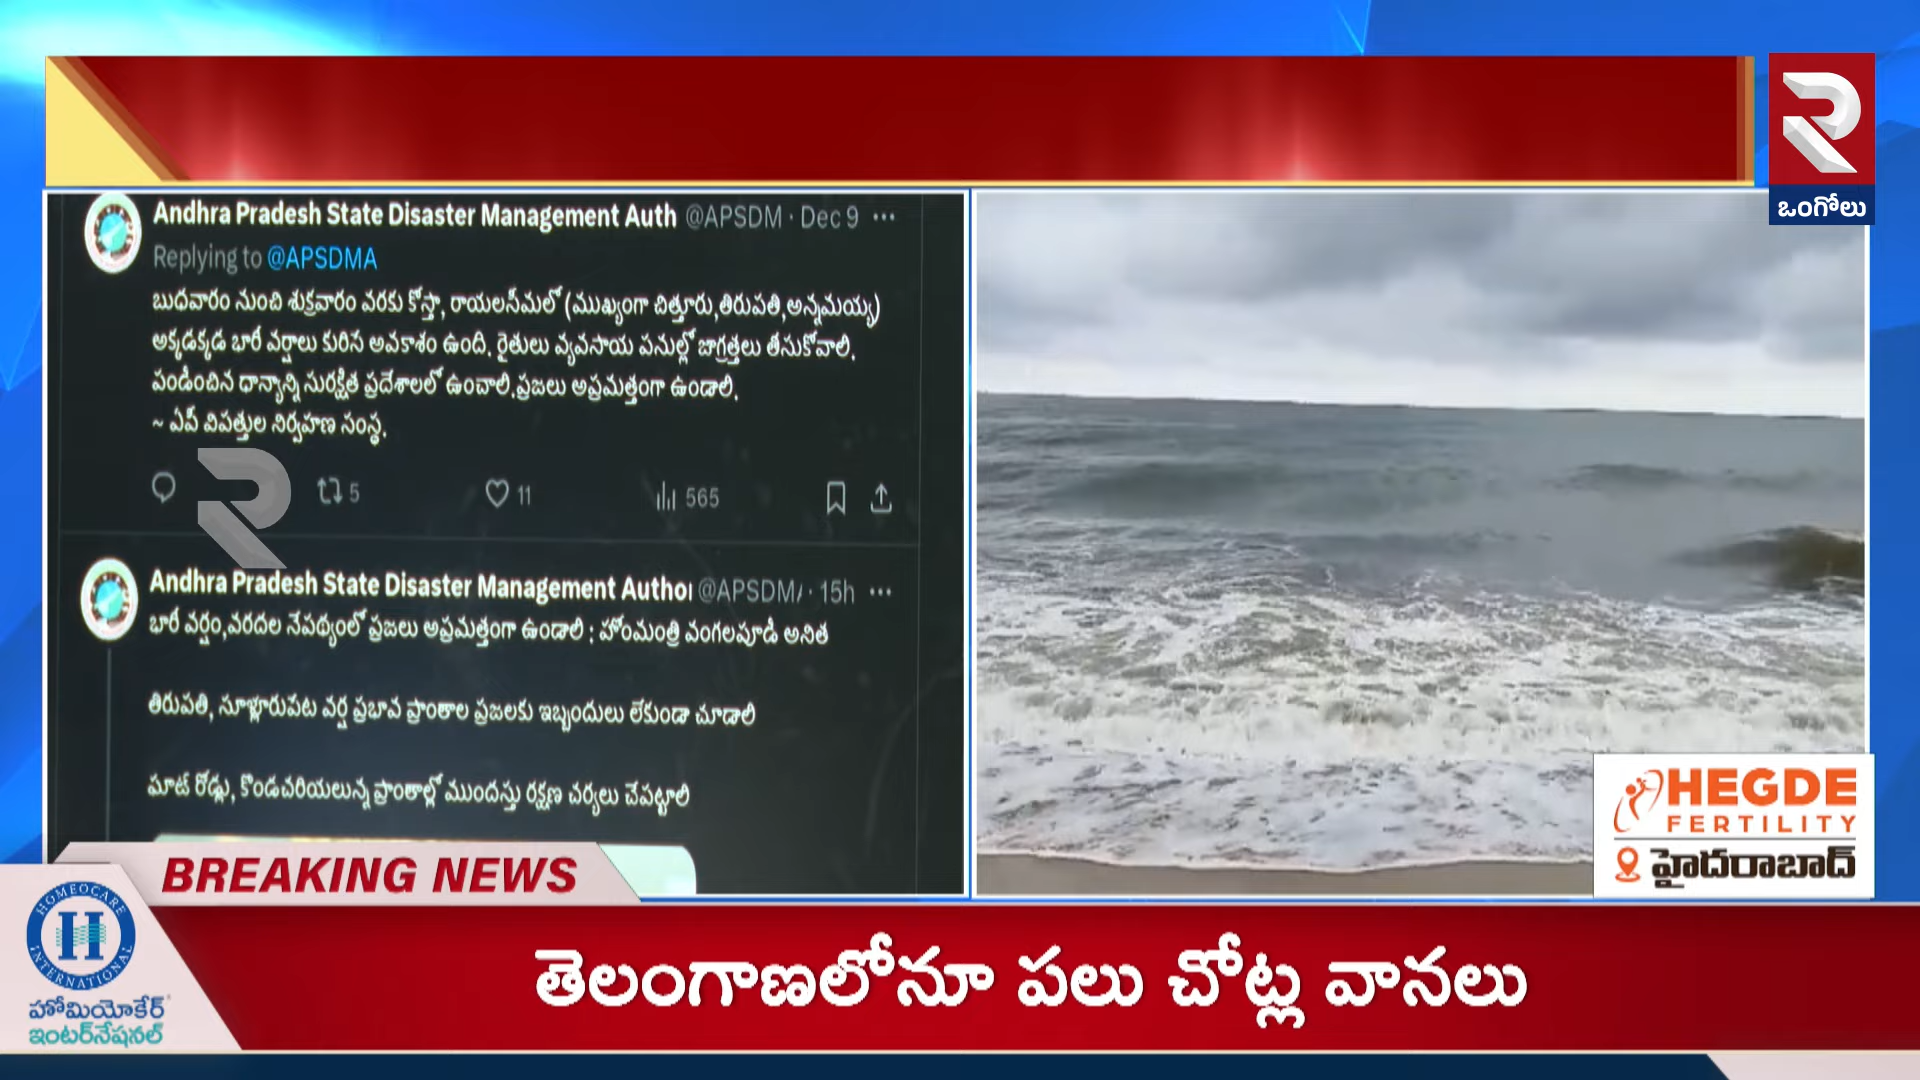 ఒంగోలు
Andhra Pradesh State Disaster Management Auth @APSDM · Dec 9 ···
Replying to @APSDMA
బుధవారం నుంచి శుక్రవారం వరకు కోస్తా, రాయలసీమలో (ముఖ్యంగా చిత్తూరు,తిరుపతి,అన్నమయ్య)
అక్కడక్కడ భారీ వర్షాలు కురిసే అవకాశం ఉంది. రైతులు వ్యవసాయ పనుల్లో జాగ్రత్తలు తీసుకోవాలి.
పండించిన ధాన్యాన్ని సురక్షిత ప్రదేశాలలో ఉంచాలి.ప్రజలు అప్రమత్తంగా ఉండాలి.
~ ఏపీ విపత్తుల నిర్వహణ సంస్థ.
5 11 565
Andhra Pradesh State Disaster Management Author @APSDM · 15h ···
భారీ వర్షం,వరదల నేపథ్యంలో ప్రజలు అప్రమత్తంగా ఉండాలి : హోంమంత్రి వంగలపూడి అనిత
తిరుపతి, సూళ్లూరుపేట వర్ష ప్రభావ ప్రాంతాల ప్రజలకు ఇబ్బందులు లేకుండా చూడాలి
ఘాట్ రోడ్లు, కొండచరియలున్న ప్రాంతాల్లో ముందస్తు రక్షణ చర్యలు చేపట్టాలి
HEGDE
FERTILITY
హైదరాబాద్
BREAKING NEWS
HOMEOCARE
INTERNATIONAL
హోమియోకేర్
ఇంటర్‌నేషనల్
తెలంగాణలోనూ పలు చోట్ల వానలు